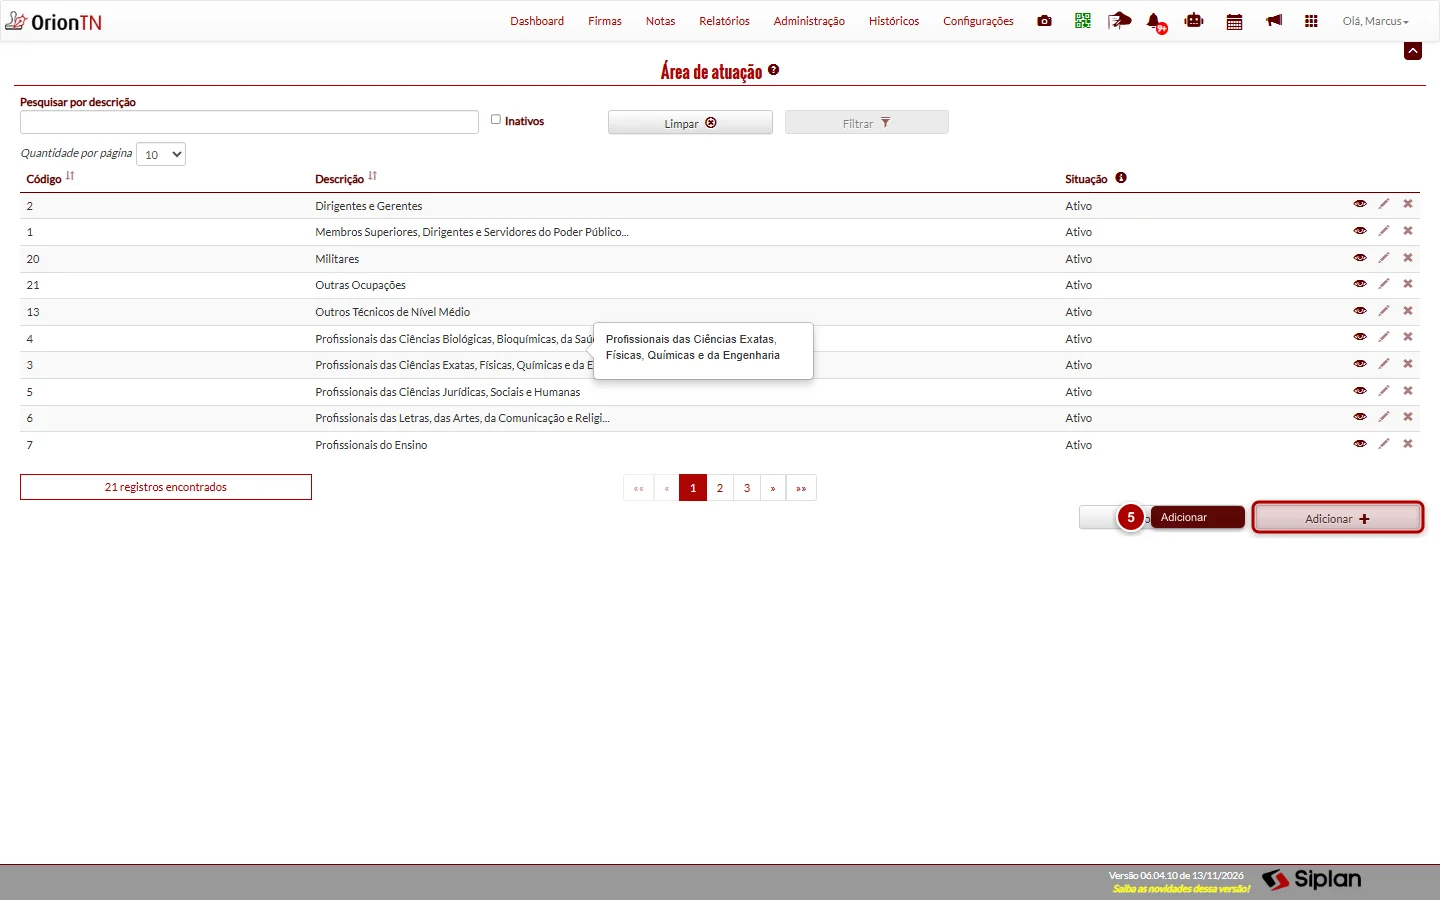 OrionTN
Dashboard
Firmas
Notas
Relatórios
Administração
Históricos
Configurações
9+
Olá, Marcus
Área de atuação
Pesquisar por descrição
Inativos
Limpar
Filtrar
Quantidade por página 10
Código Descrição Situação
2 Dirigentes e Gerentes Ativo
1 Membros Superiores, Dirigentes e Servidores do Poder Público... Ativo
20 Militares Ativo
21 Outras Ocupações Ativo
13 Outros Técnicos de Nível Médio Ativo
4 Profissionais das Ciências Biológicas, Bioquímicas, da Saú Ativo
3 Profissionais das Ciências Exatas, Físicas, Químicas e da E Ativo
Profissionais das Ciências Exatas,
Físicas, Químicas e da Engenharia
5 Profissionais das Ciências Jurídicas, Sociais e Humanas Ativo
6 Profissionais das Letras, das Artes, da Comunicação e Religi... Ativo
7 Profissionais do Ensino Ativo
21 registros encontrados
«« « 1 2 3 » »»
5 Adicionar
Adicionar
Versão 06.04.10 de 13/11/2026
Saiba as novidades dessa versão!
Siplan